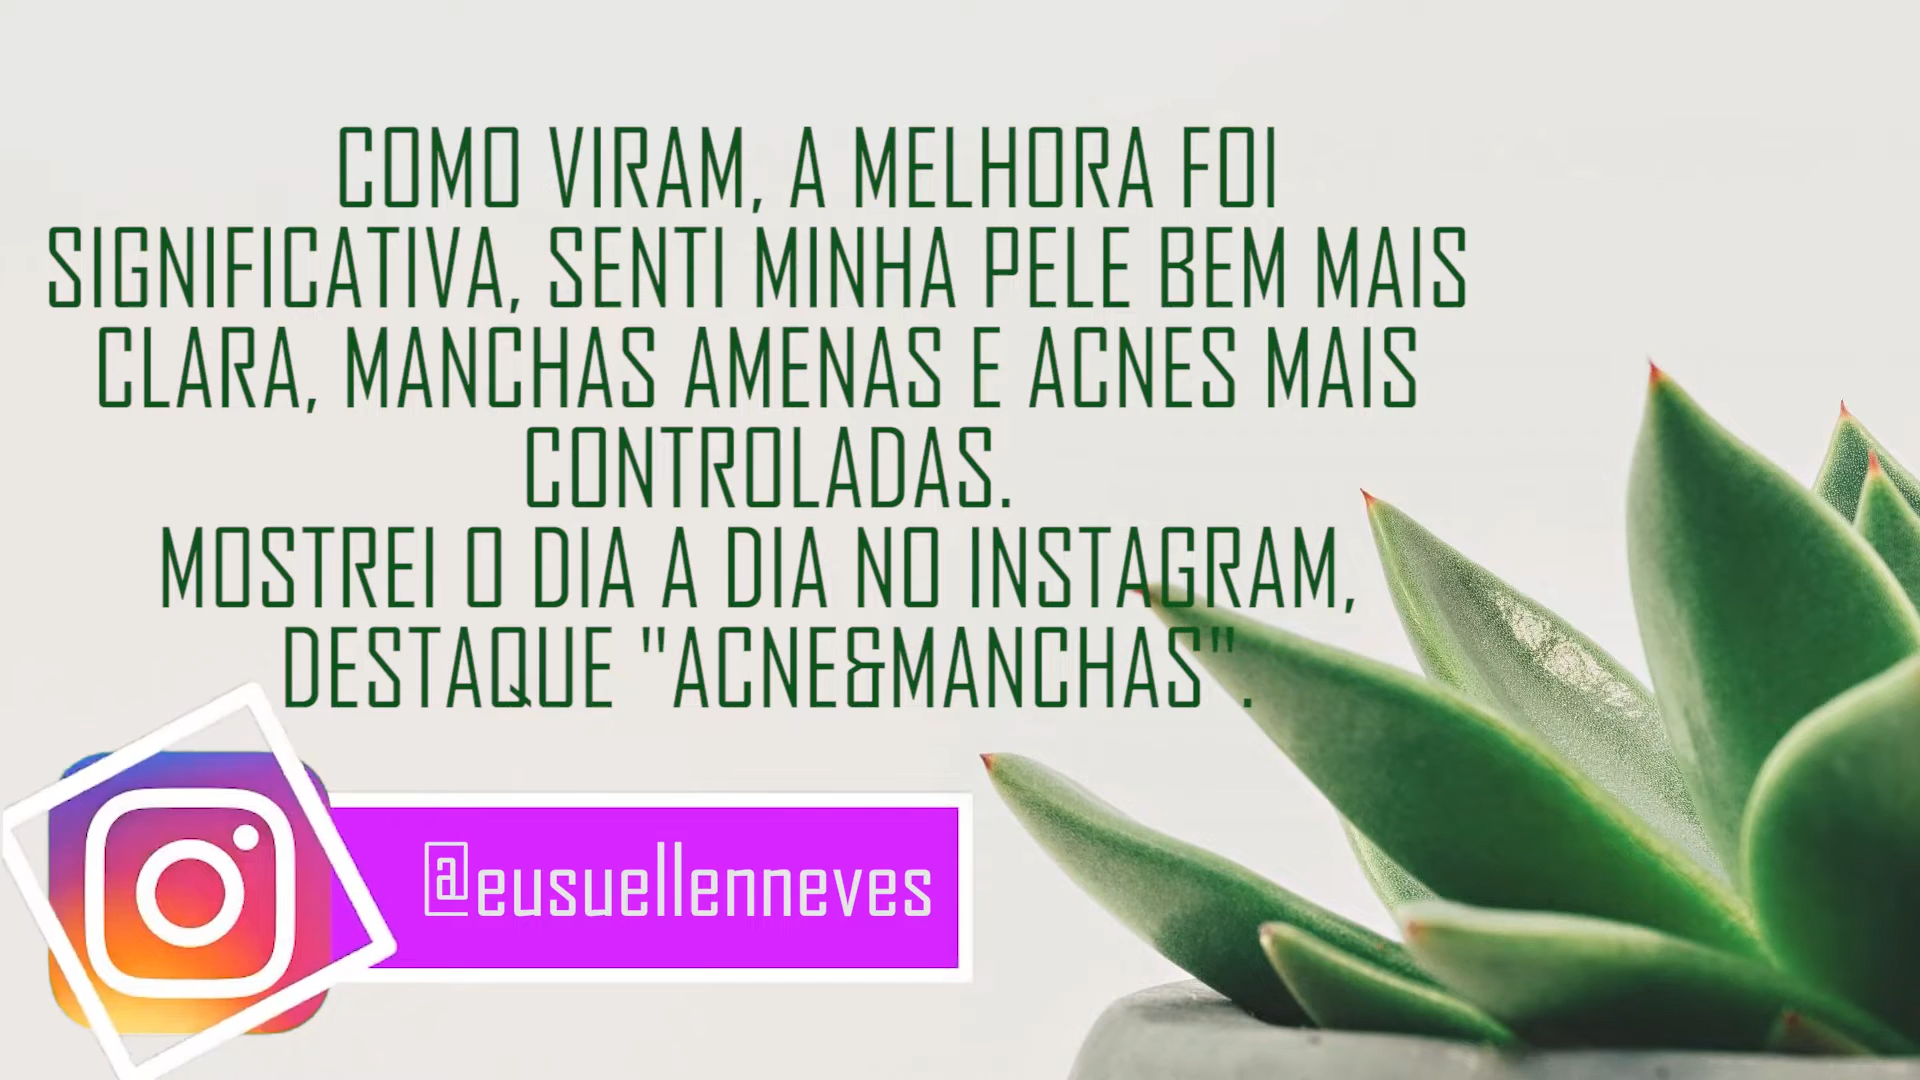 COMO VIRAM, A MELHORA FOI
SIGNIFICATIVA, SENTI MINHA PELE BEM MAIS
CLARA, MANCHAS AMENAS E ACNES MAIS
CONTROLADAS.
MOSTREI O DIA A DIA NO INSTAGRAM,
DESTAQUE "ACNE&MANCHAS".
@eusuellenneves